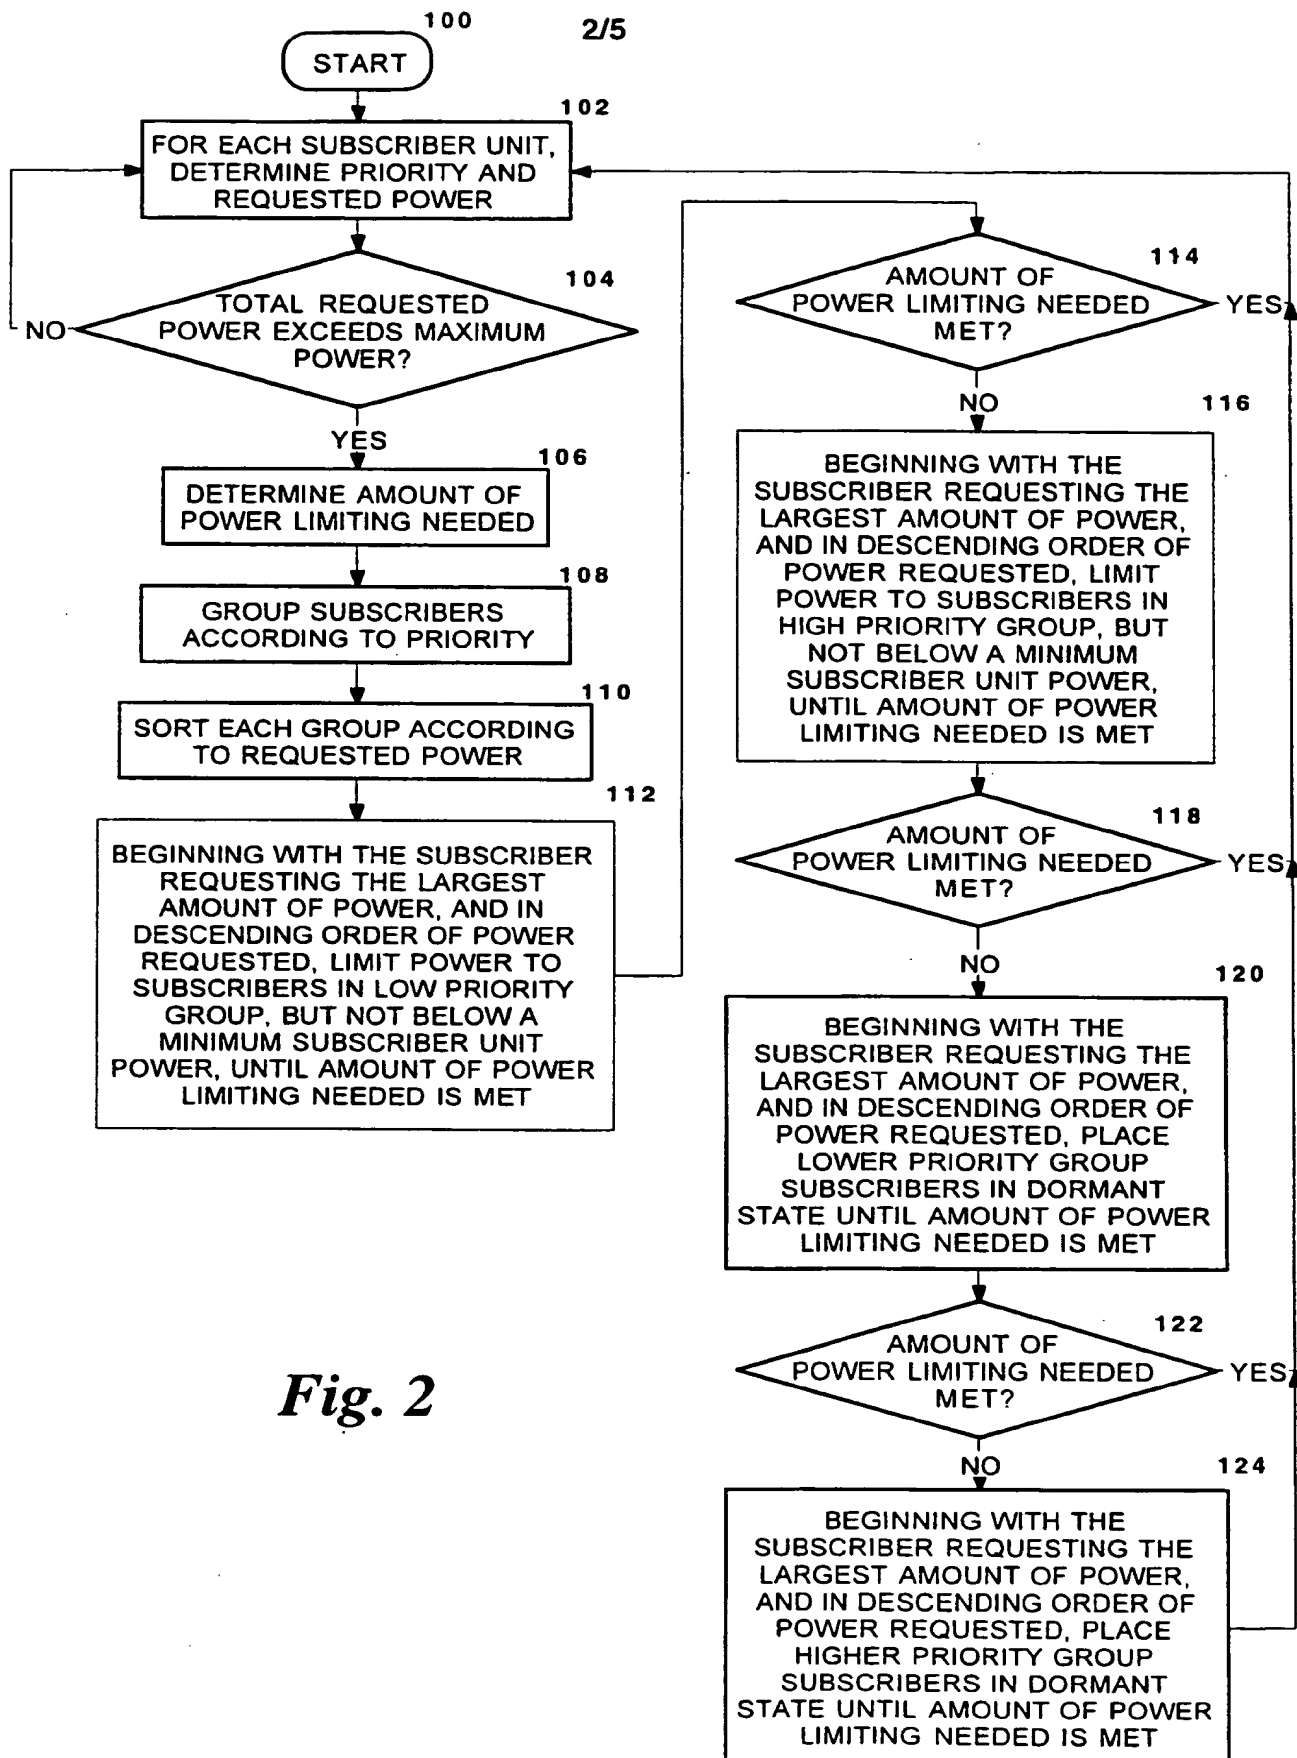 100
2/5
START
102
FOR EACH SUBSCRIBER UNIT,
DETERMINE PRIORITY AND
REQUESTED POWER
104
TOTAL REQUESTED
POWER EXCEEDS MAXIMUM
POWER?
NO
YES
106
DETERMINE AMOUNT OF
POWER LIMITING NEEDED
108
GROUP SUBSCRIBERS
ACCORDING TO PRIORITY
110
SORT EACH GROUP ACCORDING
TO REQUESTED POWER
112
BEGINNING WITH THE SUBSCRIBER
REQUESTING THE LARGEST
AMOUNT OF POWER, AND IN
DESCENDING ORDER OF POWER
REQUESTED, LIMIT POWER TO
SUBSCRIBERS IN LOW PRIORITY
GROUP, BUT NOT BELOW A
MINIMUM SUBSCRIBER UNIT
POWER, UNTIL AMOUNT OF POWER
LIMITING NEEDED IS MET
114
AMOUNT OF
POWER LIMITING NEEDED
MET?
YES
NO
116
BEGINNING WITH THE
SUBSCRIBER REQUESTING THE
LARGEST AMOUNT OF POWER,
AND IN DESCENDING ORDER OF
POWER REQUESTED, LIMIT
POWER TO SUBSCRIBERS IN
HIGH PRIORITY GROUP, BUT
NOT BELOW A MINIMUM
SUBSCRIBER UNIT POWER,
UNTIL AMOUNT OF POWER
LIMITING NEEDED IS MET
118
AMOUNT OF
POWER LIMITING NEEDED
MET?
YES
NO
120
BEGINNING WITH THE
SUBSCRIBER REQUESTING THE
LARGEST AMOUNT OF POWER,
AND IN DESCENDING ORDER OF
POWER REQUESTED, PLACE
LOWER PRIORITY GROUP
SUBSCRIBERS IN DORMANT
STATE UNTIL AMOUNT OF POWER
LIMITING NEEDED IS MET
122
AMOUNT OF
POWER LIMITING NEEDED
MET?
YES
NO
124
BEGINNING WITH THE
SUBSCRIBER REQUESTING THE
LARGEST AMOUNT OF POWER,
AND IN DESCENDING ORDER OF
POWER REQUESTED, PLACE
HIGHER PRIORITY GROUP
SUBSCRIBERS IN DORMANT
STATE UNTIL AMOUNT OF POWER
LIMITING NEEDED IS MET
Fig. 2